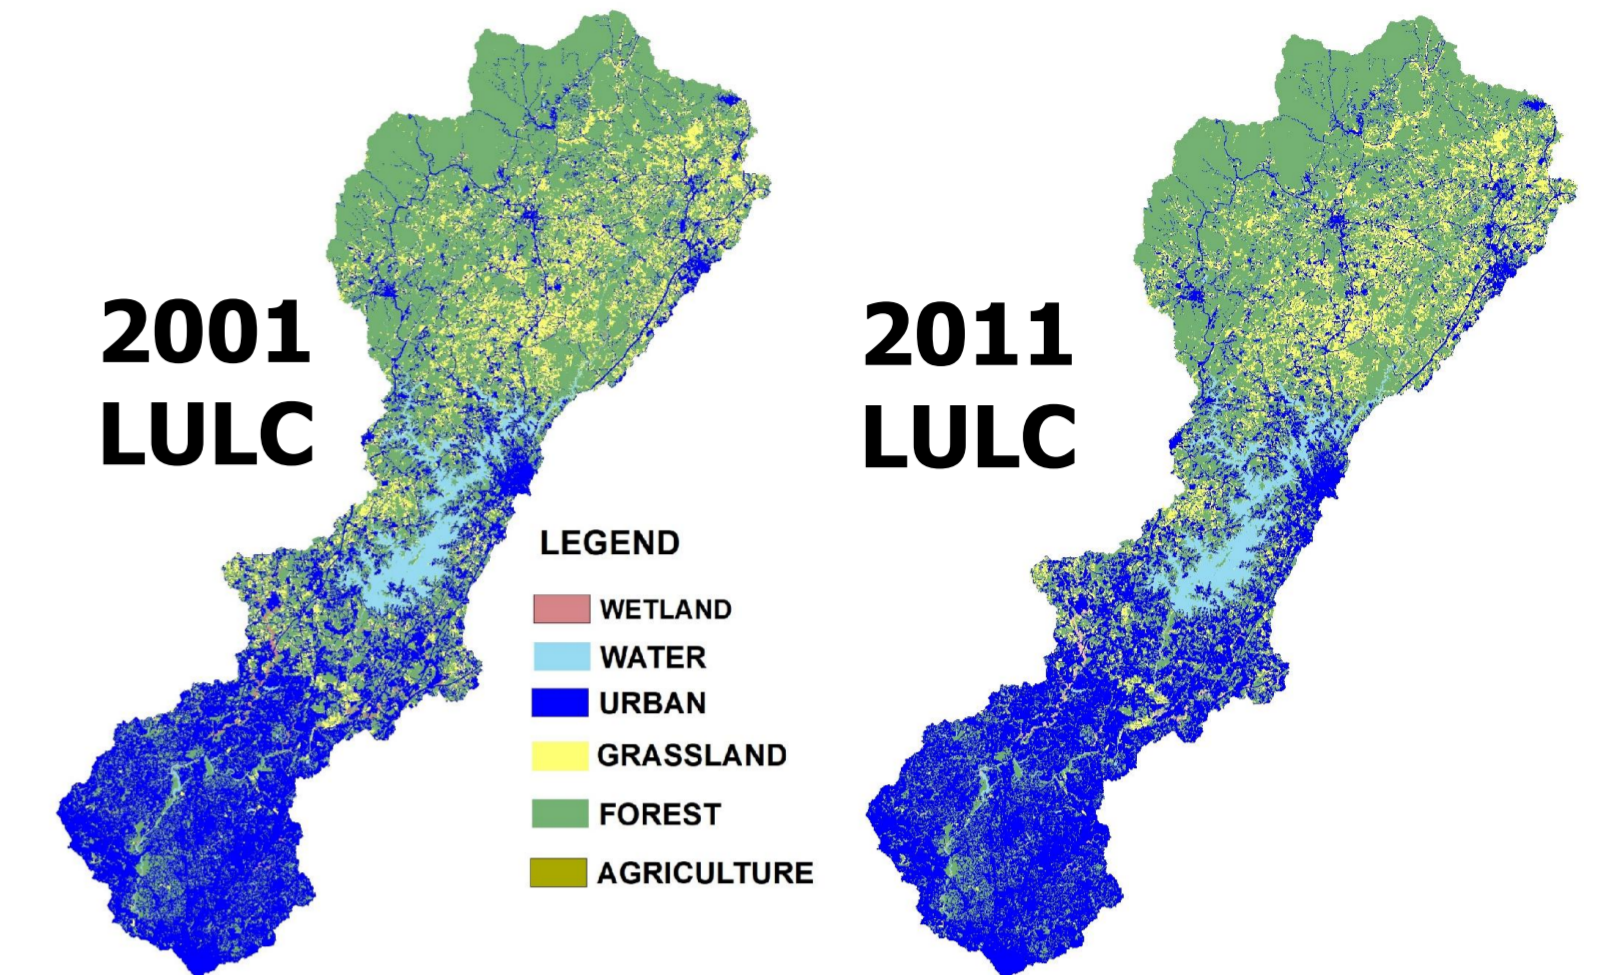 2001
LULC
2011
LULC
LEGEND
WETLAND
WATER
URBAN
GRASSLAND
FOREST
AGRICULTURE